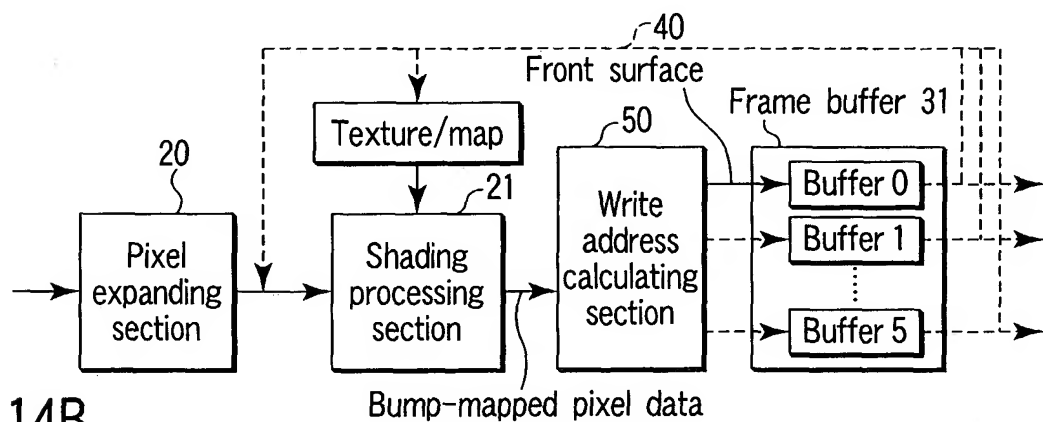 40
Front surface
Frame buffer 31
50
Texture/map
20
21
Buffer 0
Pixel
expanding
section
Shading
processing
section
Write
address
calculating
section
Buffer 1
Buffer 5
Bump-mapped pixel data
14B